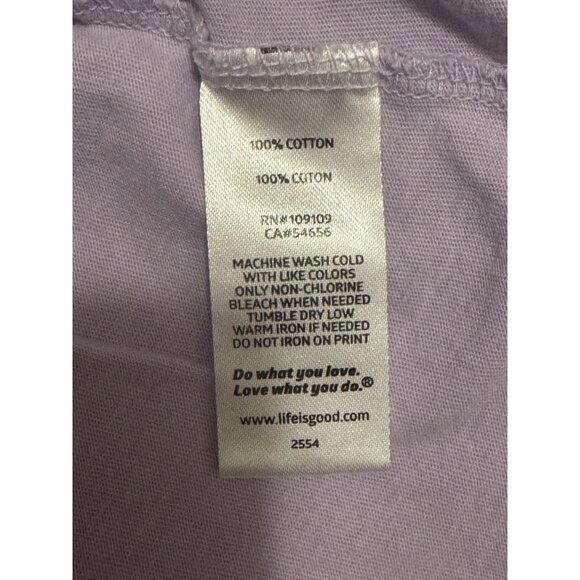 100% COTTON
100% COTON
RN#109109
CA#54656
MACHINE WASH COLD
WITH LIKE COLORS
ONLY NON-CHLORINE
BLEACH WHEN NEEDED
TUMBLE DRY LOW
WARM IRON IF NEEDED
DO NOT IRON ON PRINT
Do what you love.
Love what you do.®
www.lifeisgood.com
2554